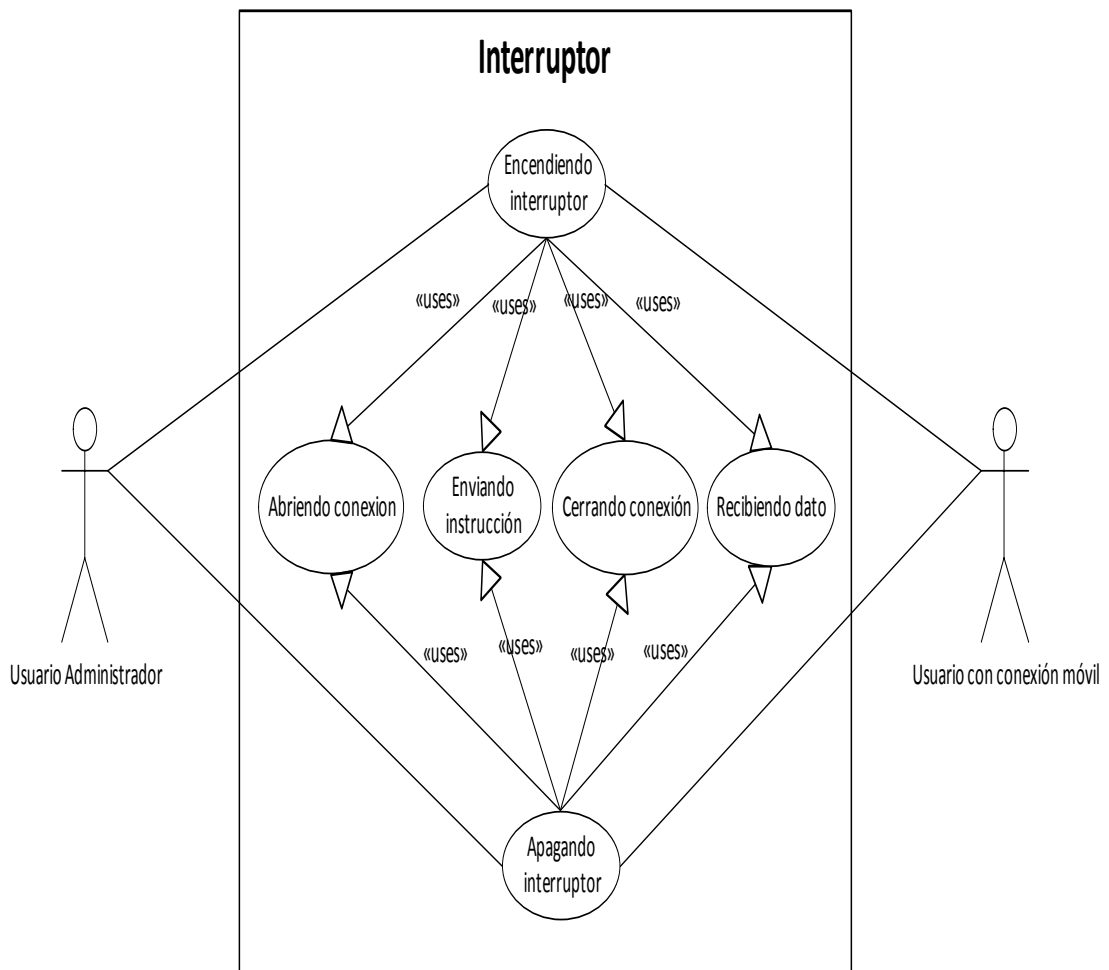 Interruptor
Encendiendo
interruptor
«uses»
«uses»
«uses»
«uses»
Abriendo conexion
Enviando
instrucción
Cerrando conexión
Recibiendo dato
«uses»
«uses»
«uses»
«uses»
Usuario Administrador
Usuario con conexión móvil
Apagando
interruptor